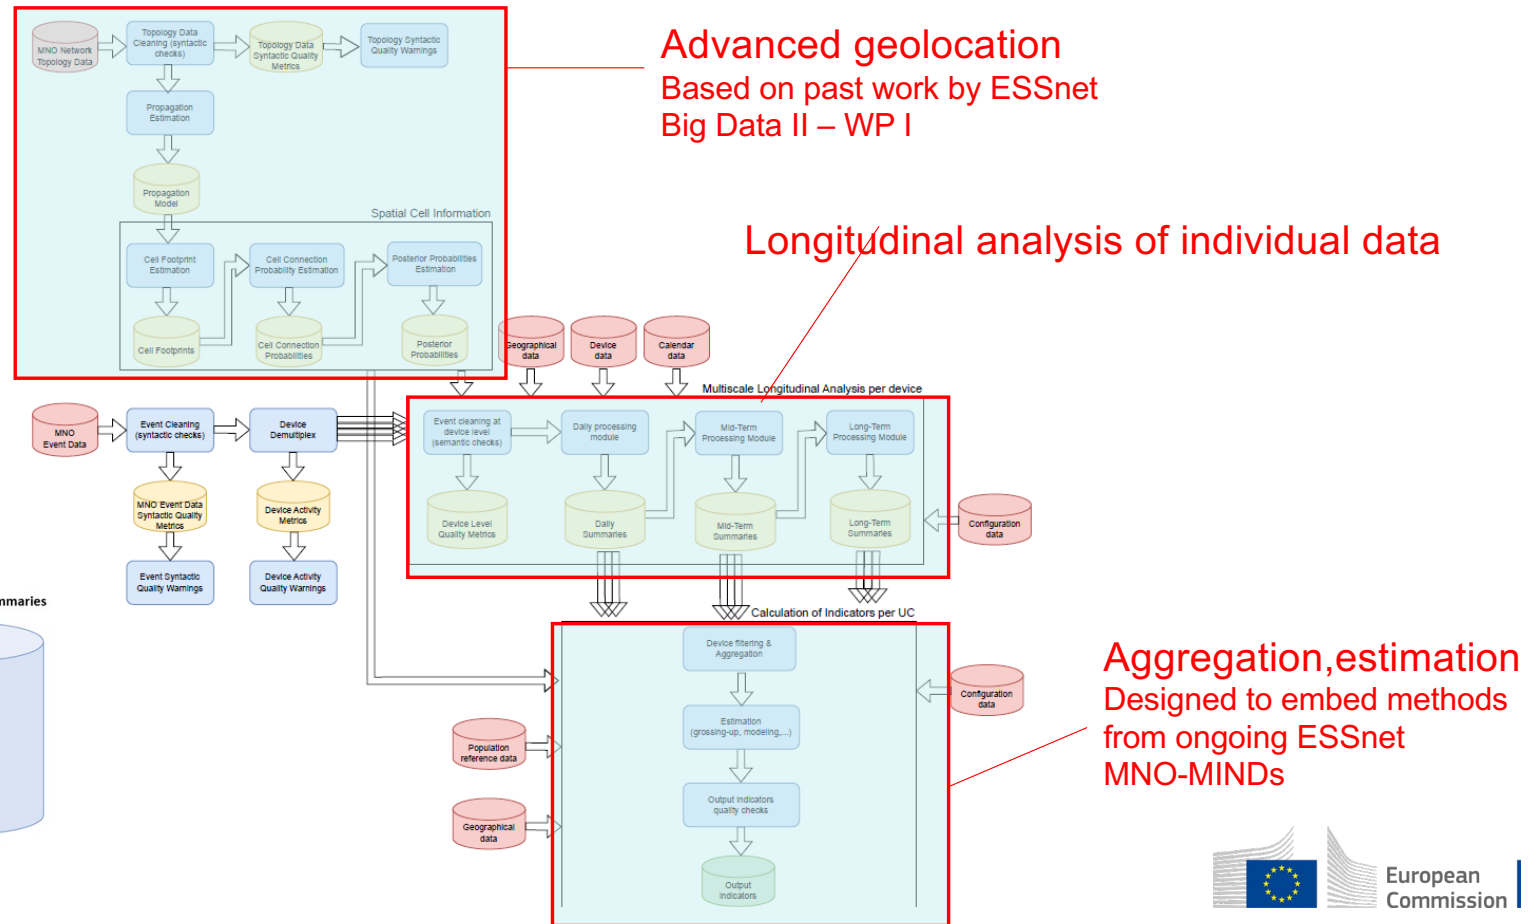 MNO Network
Topology Data
Topology Data
Cleaning (syntactic
checks)
Topology Data
Syntactic Quality
Metrics
Topology Syntactic
Quality Warnings
Advanced geolocation
Based on past work by ESSnet
Big Data II – WP I
Propagation
Estimation
Propagation
Model
Spatial Cell Information
Cell Footprint
Estimation
Cell Connection
Probability Estimation
Posterior Probabilities
Estimation
Cell Footprints
Cell Connection
Probabilities
Posterior
Probabilities
Longitudinal analysis of individual data
Geographical
data
Device
data
Calendar
data
Multiscale Longitudinal Analysis per device
MNO
Event Data
Event Cleaning
(syntactic checks)
Device
Demultiplex
Event cleaning at
device level
(semantic checks)
Daily processing
module
Mid-Term
Processing Module
Long-Term
Processing Module
MNO Event Data
Syntactic Quality
Metrics
Device Activity
Metrics
Device Level
Quality Metrics
Daily
Summaries
Mid-Term
Summaries
Long-Term
Summaries
Configuration
data
Event Syntactic
Quality Warnings
Device Activity
Quality Warnings
mmaries
Calculation of Indicators per UC
Device filtering &
Aggregation
Estimation
(grossing-up, modeling,...)
Output indicators
quality checks
Output
indicators
Population
reference data
Geographical
data
Configuration
data
Aggregation,estimation
Designed to embed methods
from ongoing ESSnet
MNO-MINDs
European
Commission